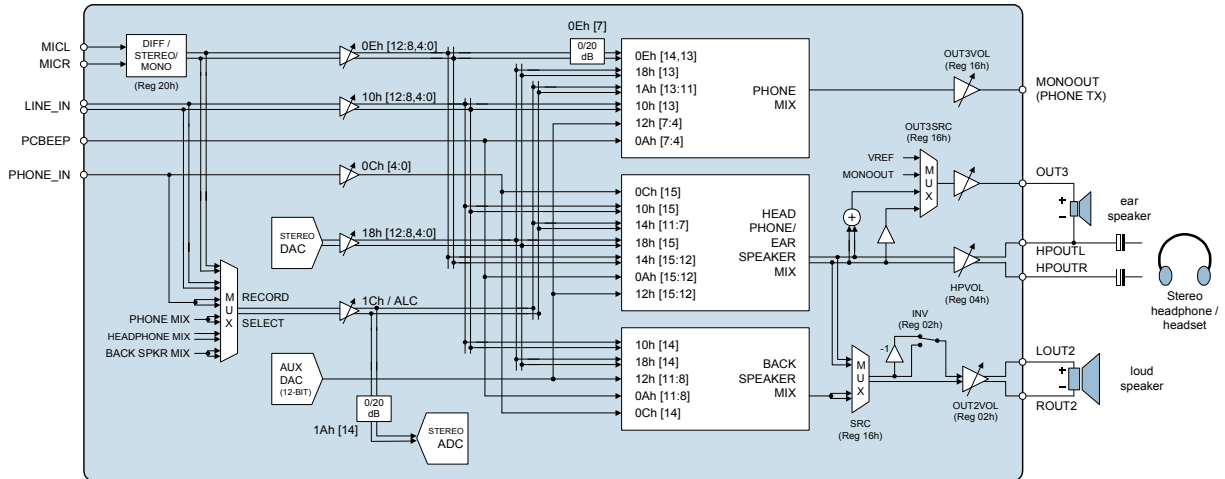 0Eh [7]
MICL
MICR
DIFF /
STEREO/
MONO
(Reg 20h)
0Eh [12:8,4:0]
0/20
dB
LINE_IN
10h [12:8,4:0]
PCBEEP
PHONE_IN
0Ch [4:0]
STEREO
DAC
18h [12:8,4:0]
M
U
X
RECORD
SELECT
PHONE MIX
HEADPHONE MIX
BACK SPKR MIX
1Ch / ALC
AUX
DAC
(12-BIT)
0/20
dB
1Ah [14]
STEREO
ADC
0Eh [14,13]
18h [13]
1Ah [13:11]
10h [13]
12h [7:4]
0Ah [7:4]
PHONE
MIX
0Ch [15]
10h [15]
14h [11:7]
18h [15]
14h [15:12]
0Ah [15:12]
12h [15:12]
HEAD
PHONE/
EAR
SPEAKER
MIX
10h [14]
18h [14]
12h [11:8]
0Ah [11:8]
0Ch [14]
BACK
SPEAKER
MIX
OUT3VOL
(Reg 16h)
MONOOUT
(PHONE TX)
OUT3SRC
(Reg 16h)
VREF
MONOOUT
M
U
X
+
OUT3
+
–
ear
speaker
HPOUTL
HPOUTR
HPVOL
(Reg 04h)
Stereo
headphone /
headset
INV
(Reg 02h)
-1
M
U
X
SRC
(Reg 16h)
OUT2VOL
(Reg 02h)
LOUT2
+
–
ROUT2
loud
speaker